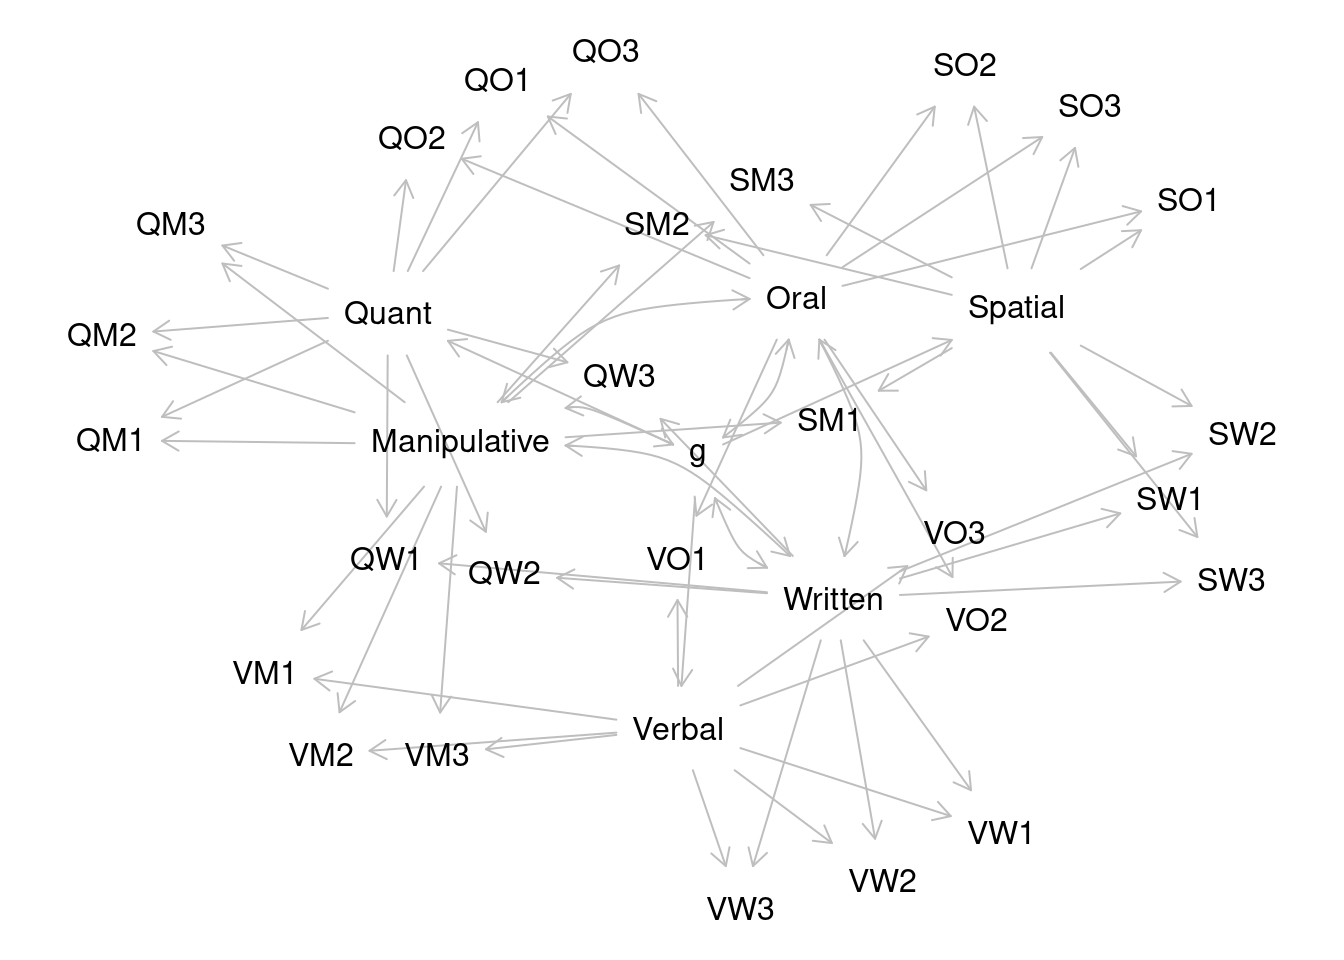 QO3
SO2
QO1
SO3
QO2
SM3
SO1
QM3
SM2
Oral
Spatial
Quant
QM2
QW3
SM1
SW2
QM1
Manipulative
g
SW1
VO3
QW1
QW2
VO1
SW3
Written
VO2
VM1
Verbal
VM2
VM3
VW1
VW2
VW3